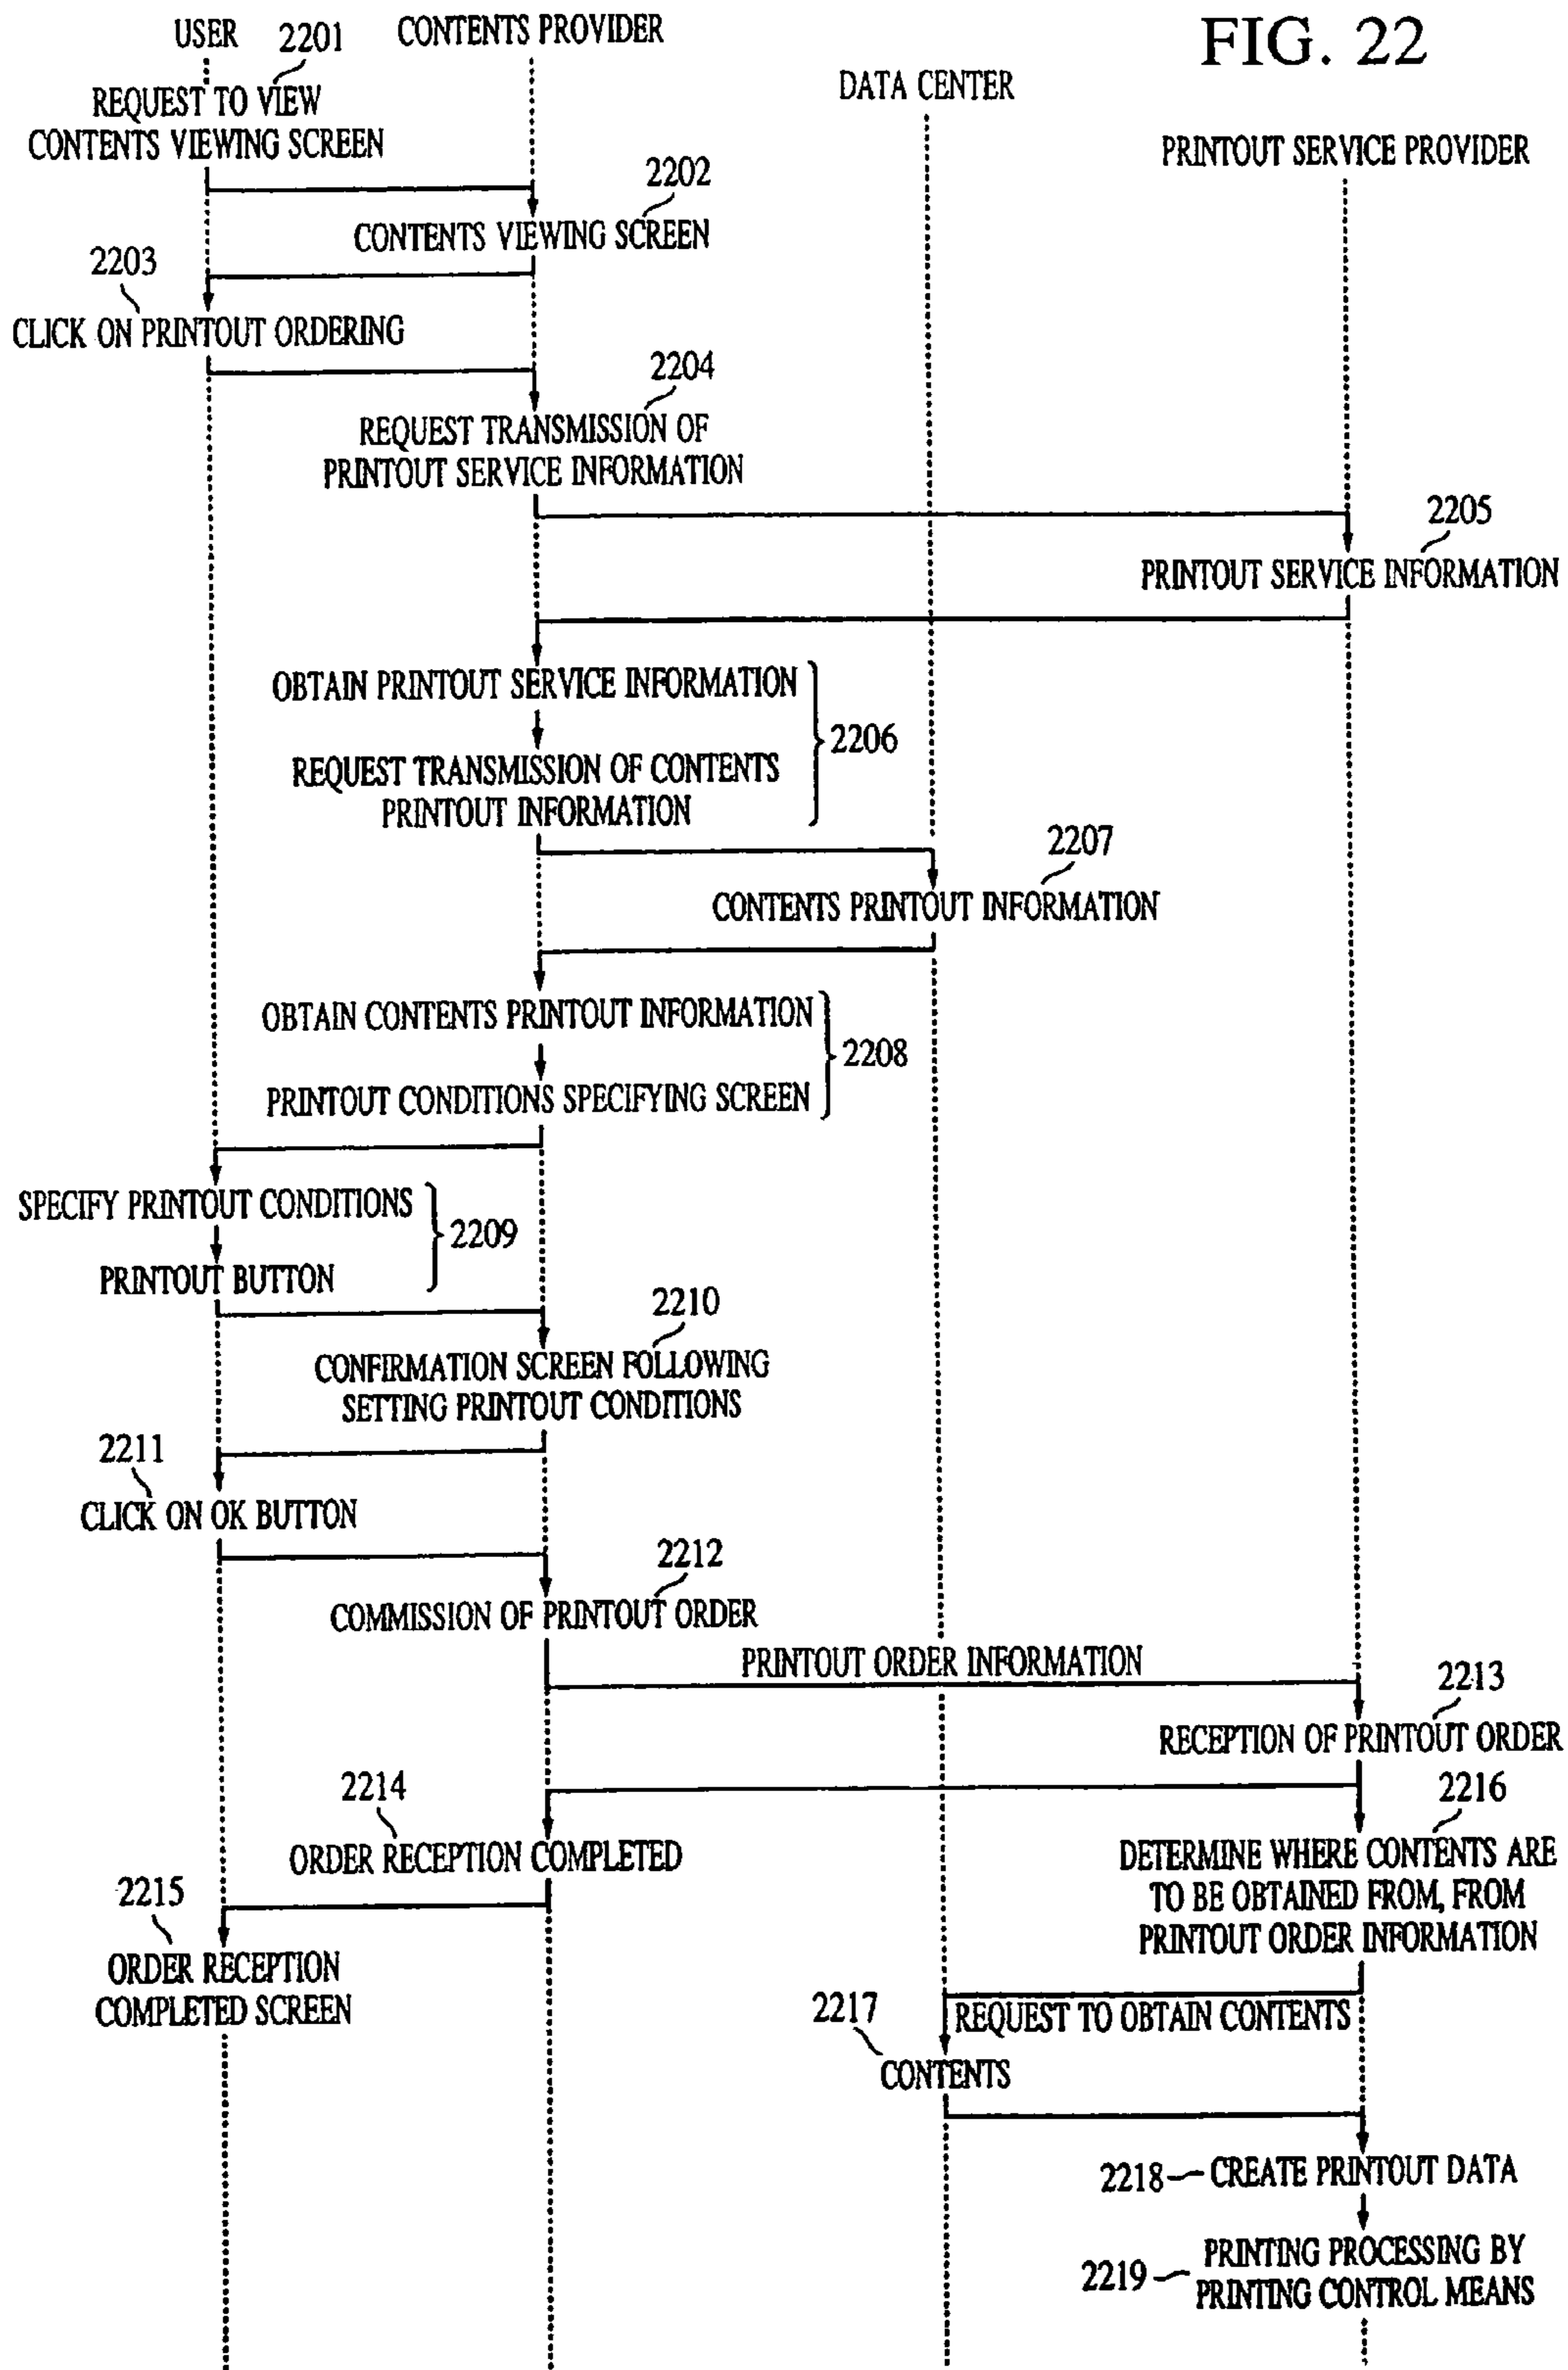 FIG. 22
USER
2201
CONTENTS PROVIDER
DATA CENTER
PRINTOUT SERVICE PROVIDER
REQUEST TO VIEW
CONTENTS VIEWING SCREEN
2202
CONTENTS VIEWING SCREEN
2203
CLICK ON PRINTOUT ORDERING
2204
REQUEST TRANSMISSION OF
PRINTOUT SERVICE INFORMATION
2205
PRINTOUT SERVICE INFORMATION
OBTAIN PRINTOUT SERVICE INFORMATION
2206
REQUEST TRANSMISSION OF CONTENTS
PRINTOUT INFORMATION
2207
CONTENTS PRINTOUT INFORMATION
OBTAIN CONTENTS PRINTOUT INFORMATION
2208
PRINTOUT CONDITIONS SPECIFYING SCREEN
SPECIFY PRINTOUT CONDITIONS
2209
PRINTOUT BUTTON
2210
CONFIRMATION SCREEN FOLLOWING
SETTING PRINTOUT CONDITIONS
2211
CLICK ON OK BUTTON
2212
COMMISSION OF PRINTOUT ORDER
PRINTOUT ORDER INFORMATION
2213
RECEPTION OF PRINTOUT ORDER
2214
ORDER RECEPTION COMPLETED
2216
DETERMINE WHERE CONTENTS ARE
TO BE OBTAINED FROM, FROM
PRINTOUT ORDER INFORMATION
2215
ORDER RECEPTION
COMPLETED SCREEN
REQUEST TO OBTAIN CONTENTS
2217
CONTENTS
2218
CREATE PRINTOUT DATA
2219
PRINTING PROCESSING BY
PRINTING CONTROL MEANS